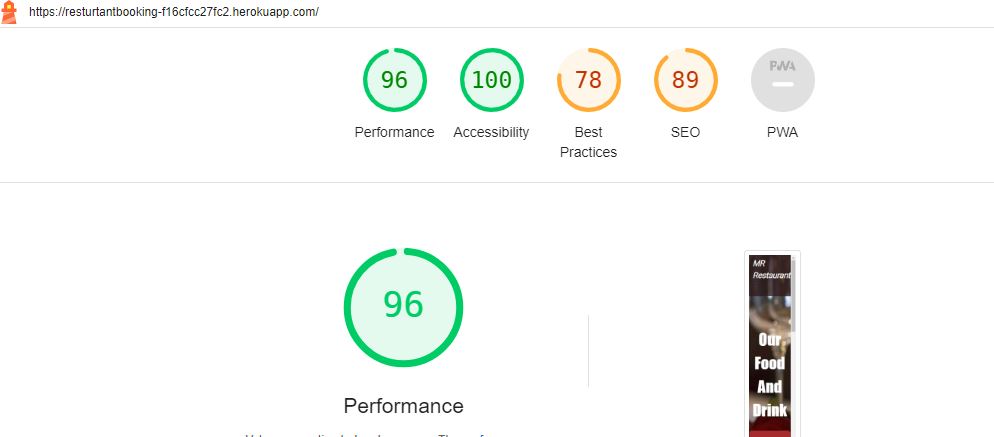 https://resturtantbooking-f16cfcc27fc2.herokuapp.com/
96
100
78
89
PWA
Performance
Accessibility
Best
Practices
SEO
PWA
96
Performance
MR
Restaurant
Our
Food
And
Drink